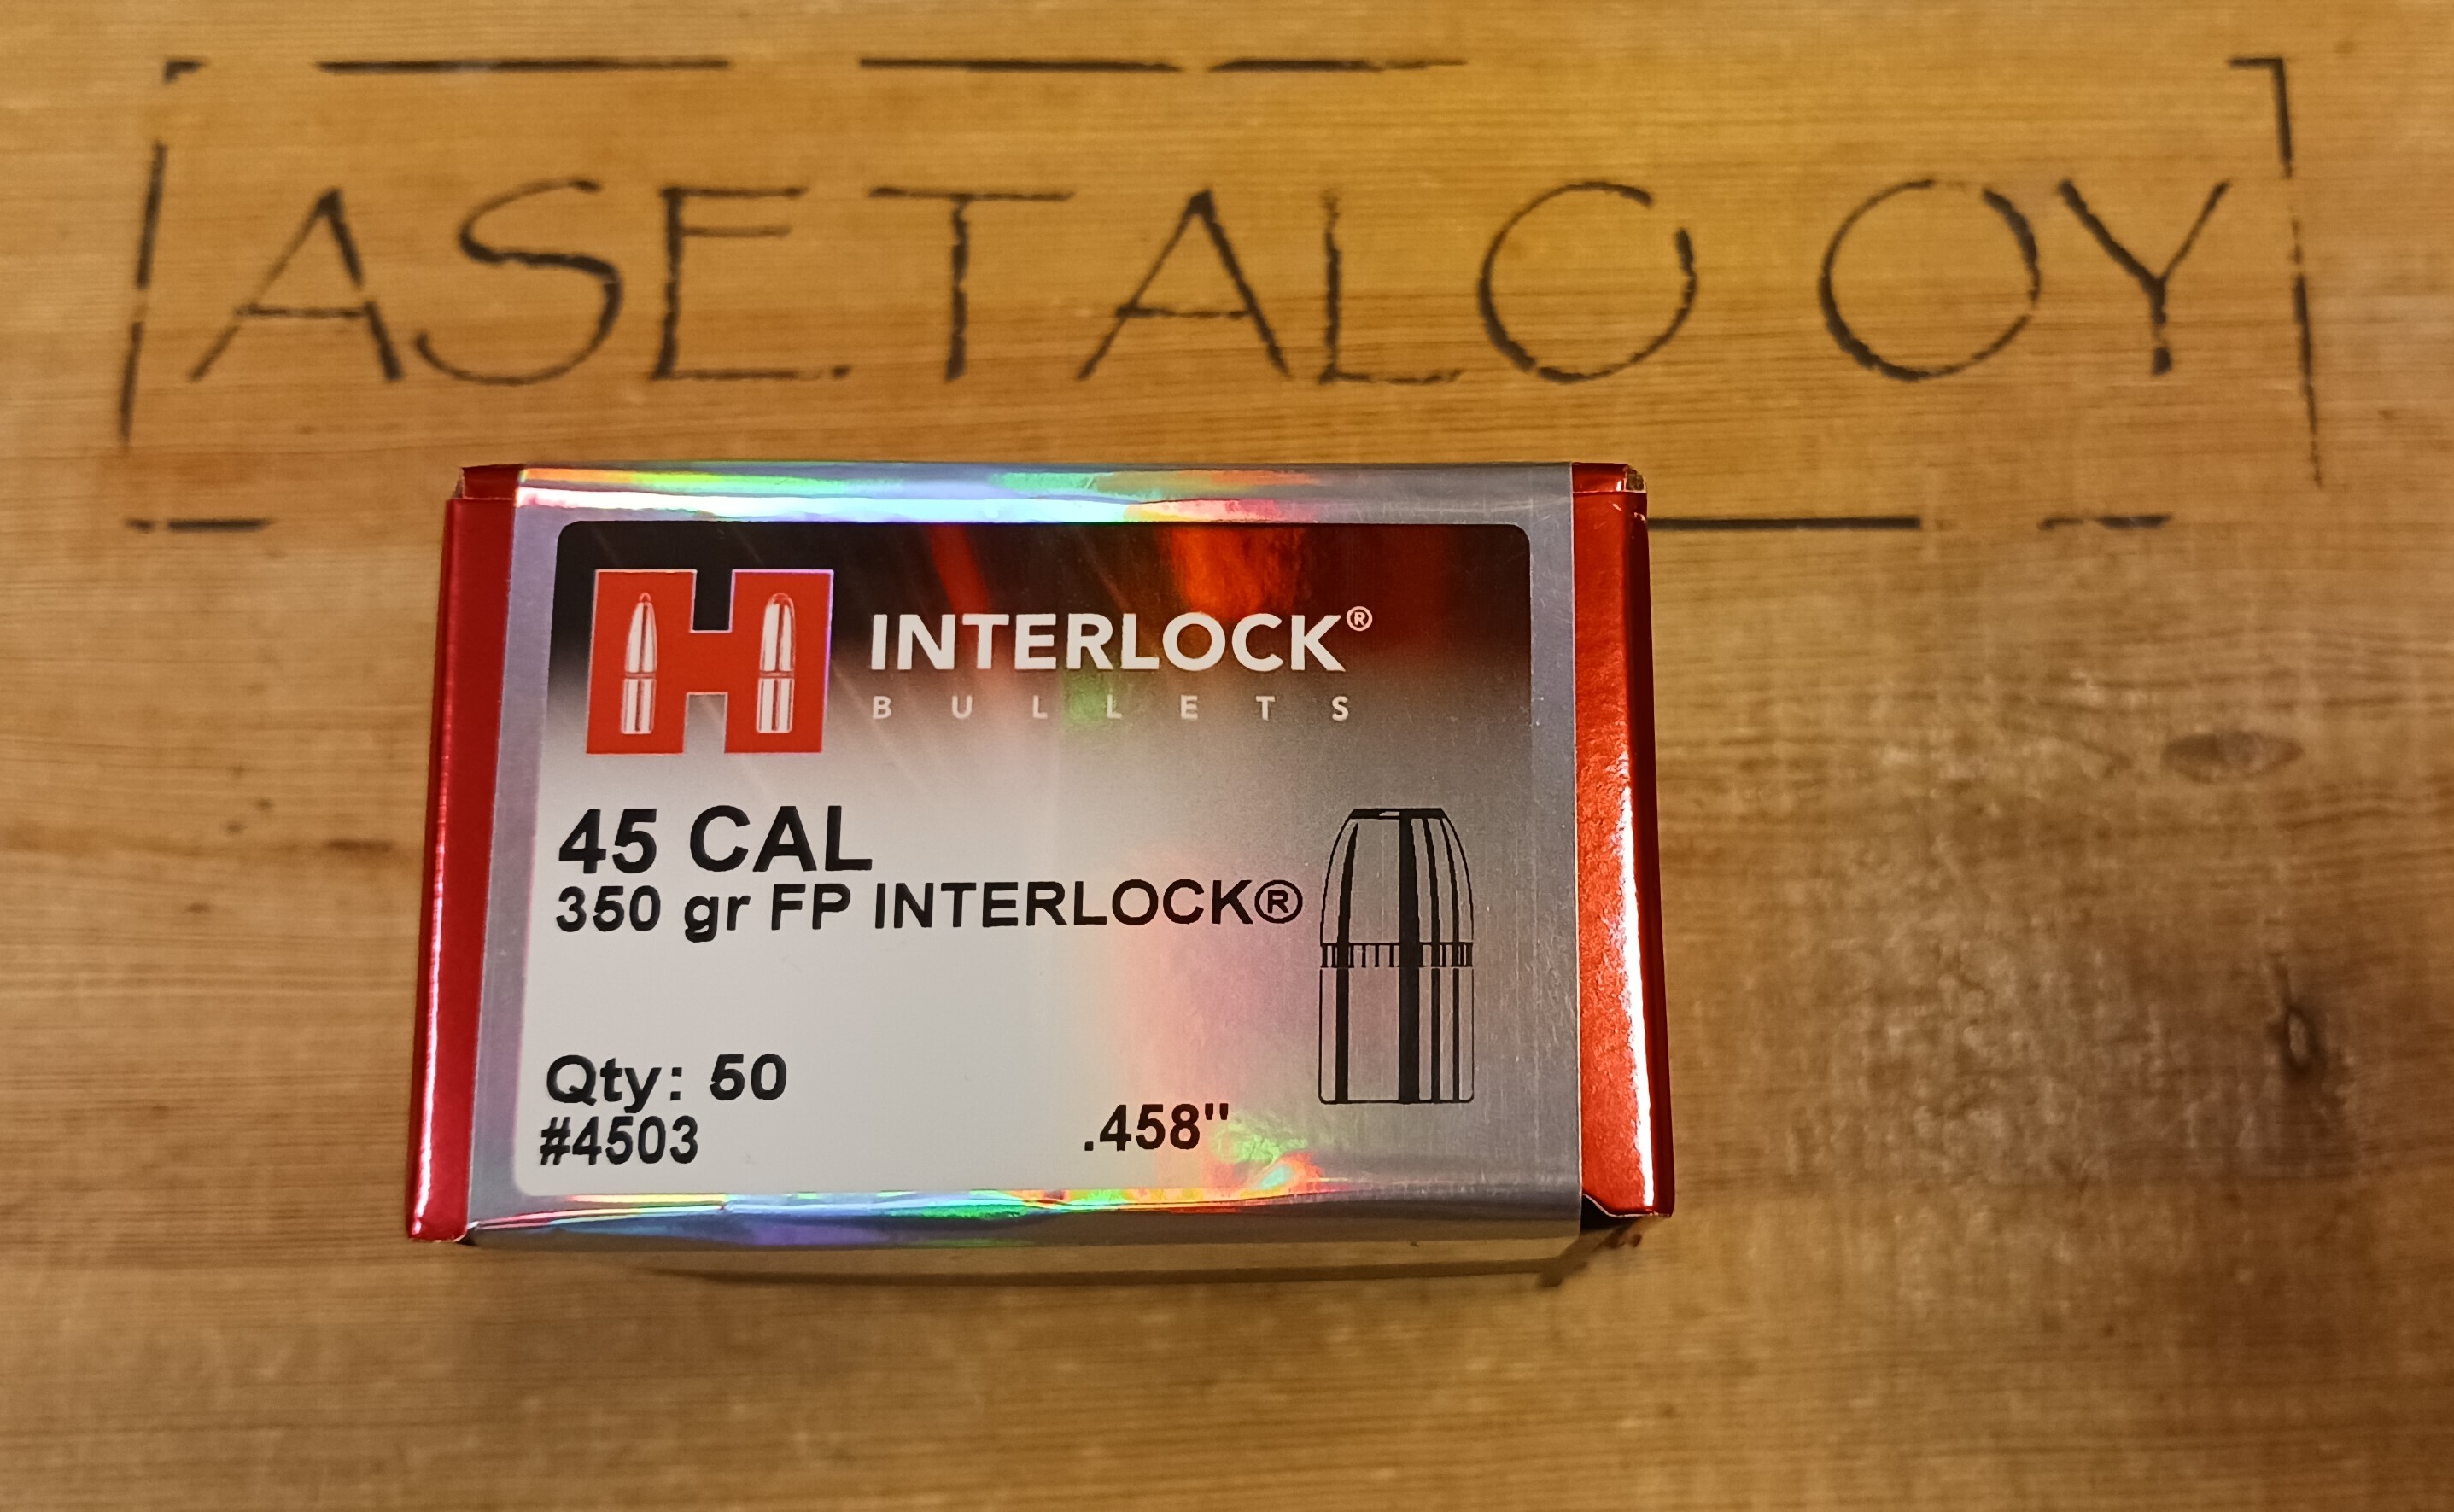 ASETALO OY
H
INTERLOCK®
BULLETS
45 CAL
350 gr FP INTERLOCK®
Qty: 50
#4503
.458"